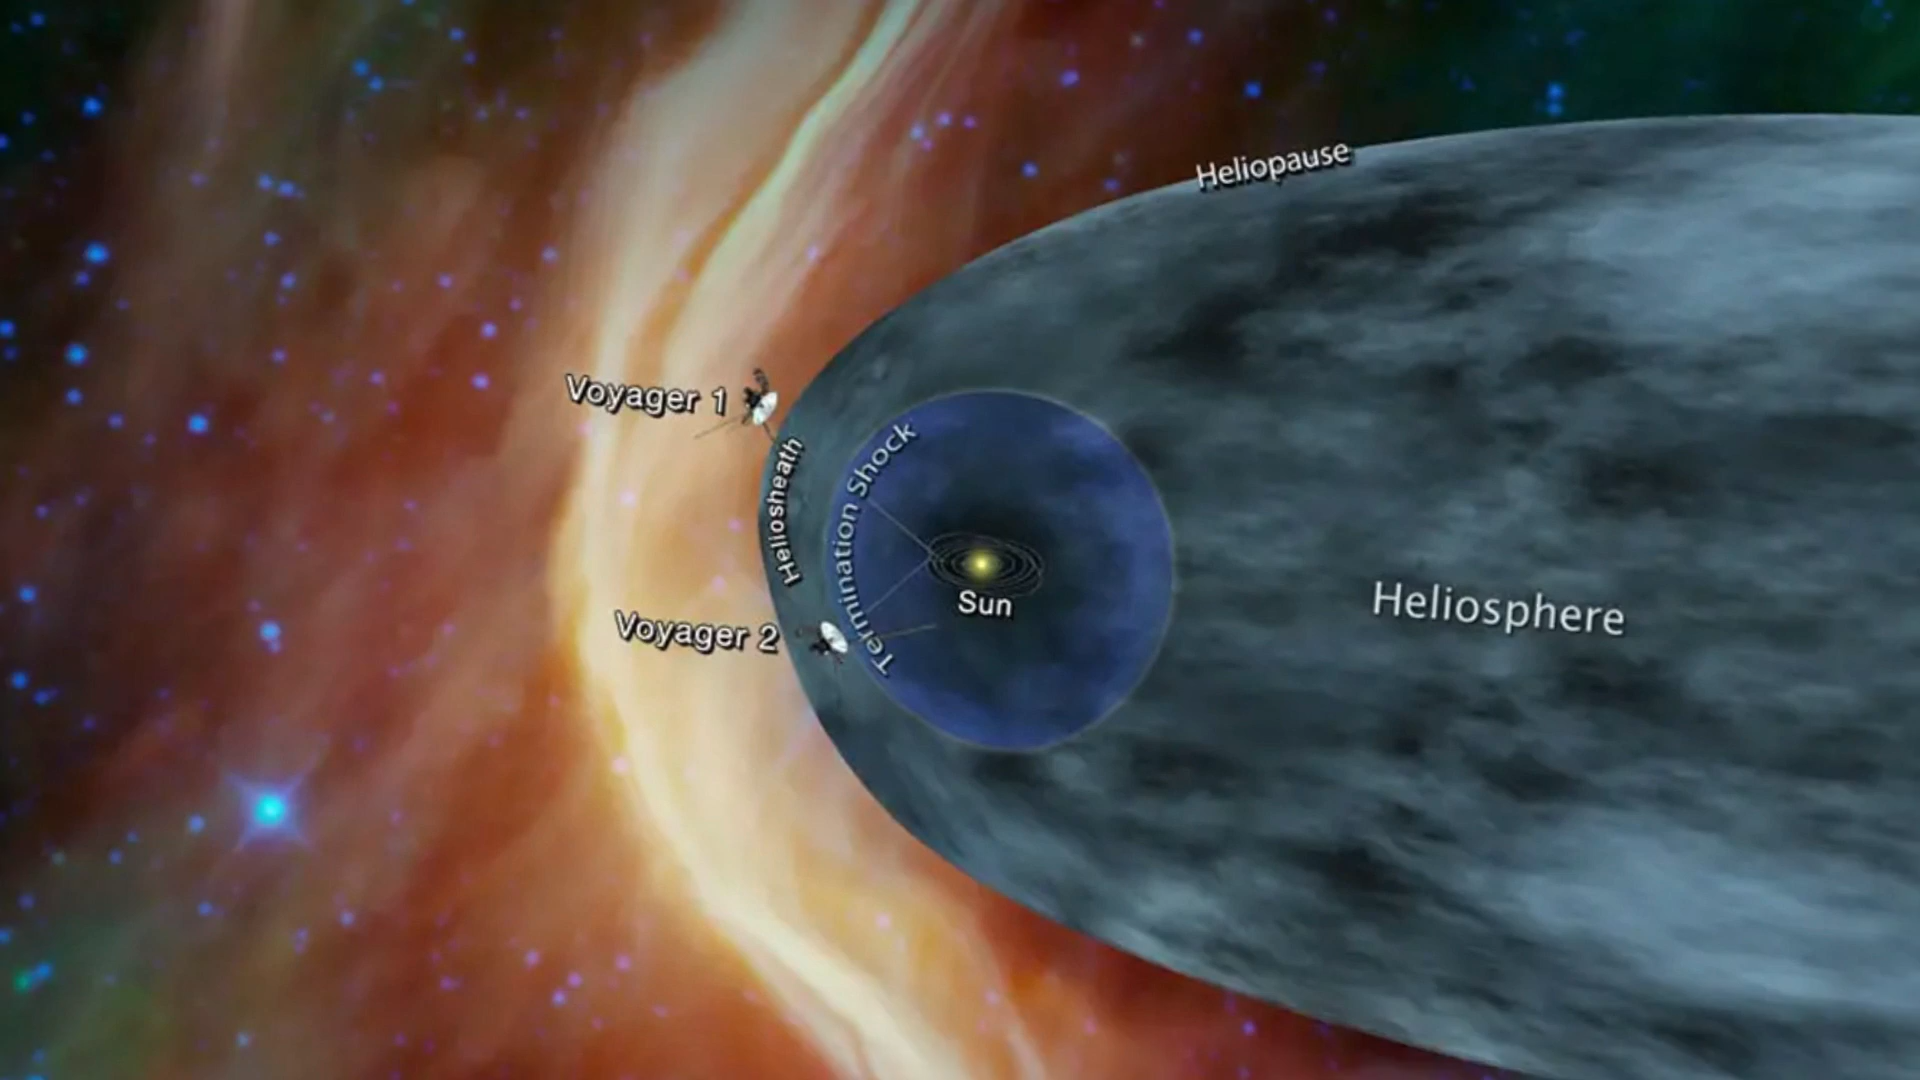 Heliopause
Voyager 1
Heliosheath
Termination Shock
Sun
Heliosphere
Voyager 2